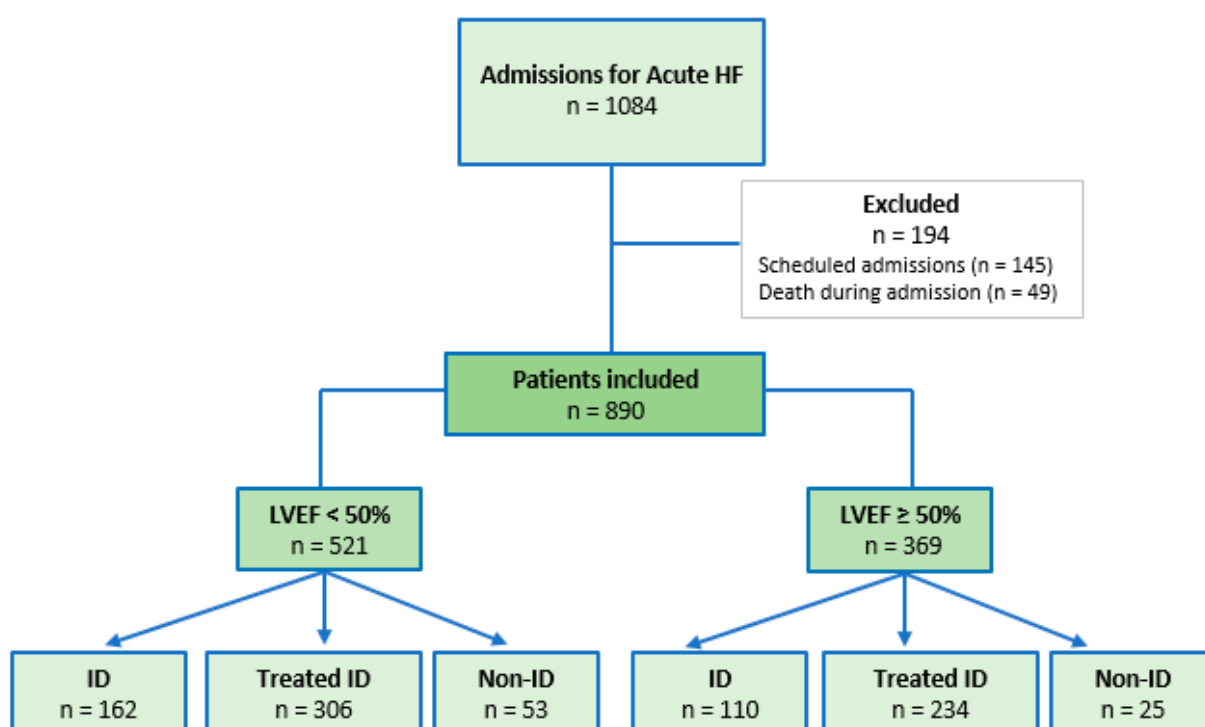 Admissions for Acute HF
n = 1084
Excluded
n = 194
Scheduled admissions (n = 145)
Death during admission (n = 49)
Patients included
n = 890
LVEF < 50%
n = 521
LVEF ≥ 50%
n = 369
ID
n = 162
Treated ID
n = 306
Non-ID
n = 53
ID
n = 110
Treated ID
n = 234
Non-ID
n = 25